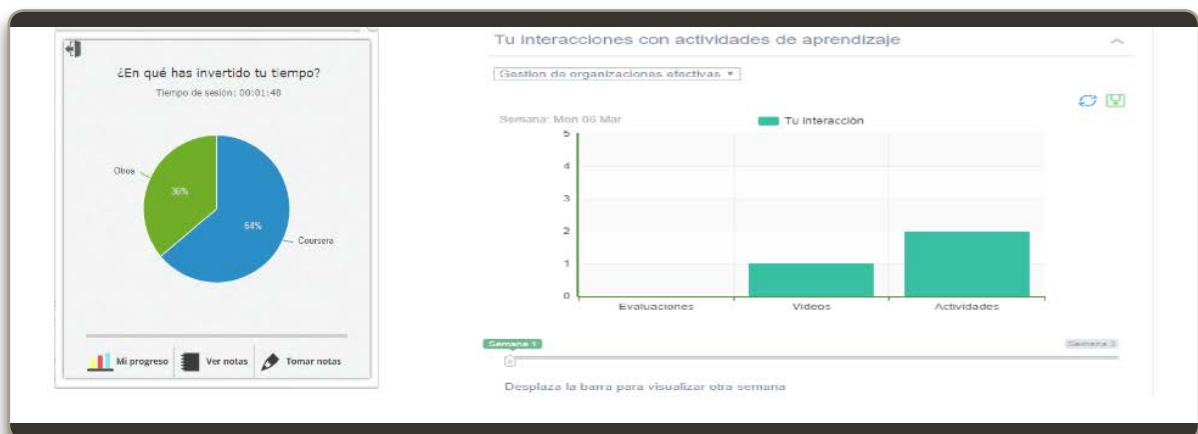 ¿En qué has invertido tu tiempo?
Tiempo de sesión: 00:01:48
Otros
36%
64%
Coursera
Mi progreso
Ver notas
Tomar notas
Tu interacciones con actividades de aprendizaje
Gestion de organizaciones efectivas
Semana: Mon 06 Mar
Tu interacción
5
4
3
2
1
0
Evaluaciones
Videos
Actividades
Semana 1
Desplaza la barra para visualizar otra semana